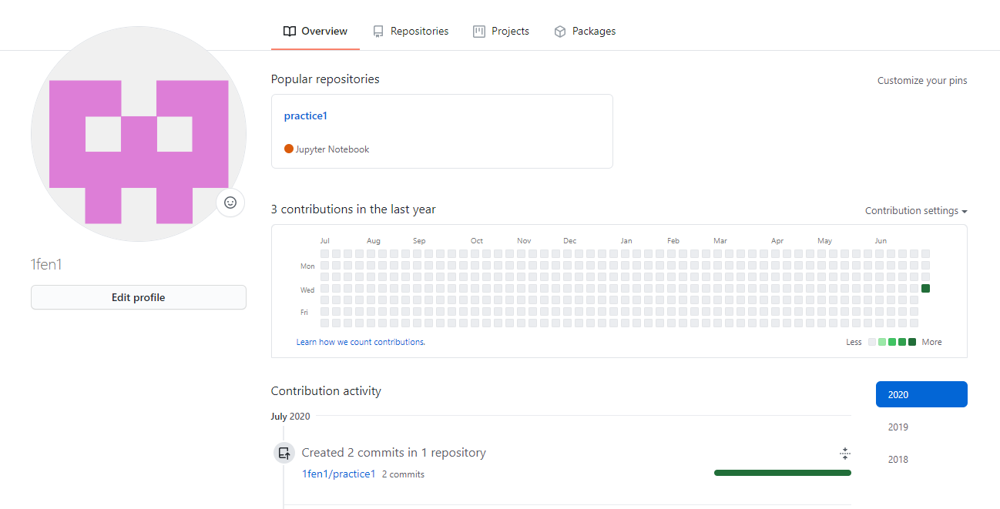 Overview Repositories Projects Packages
Popular repositories Customize your pins
practice1
Jupyter Notebook
3 contributions in the last year Contribution settings
Jul Aug Sep Oct Nov Dec Jan Feb Mar Apr May Jun
Mon
Wed
Fri
Learn how we count contributions. Less More
1fen1
Edit profile
Contribution activity
2020
2019
2018
July 2020
Created 2 commits in 1 repository
1fen1/practice1 2 commits